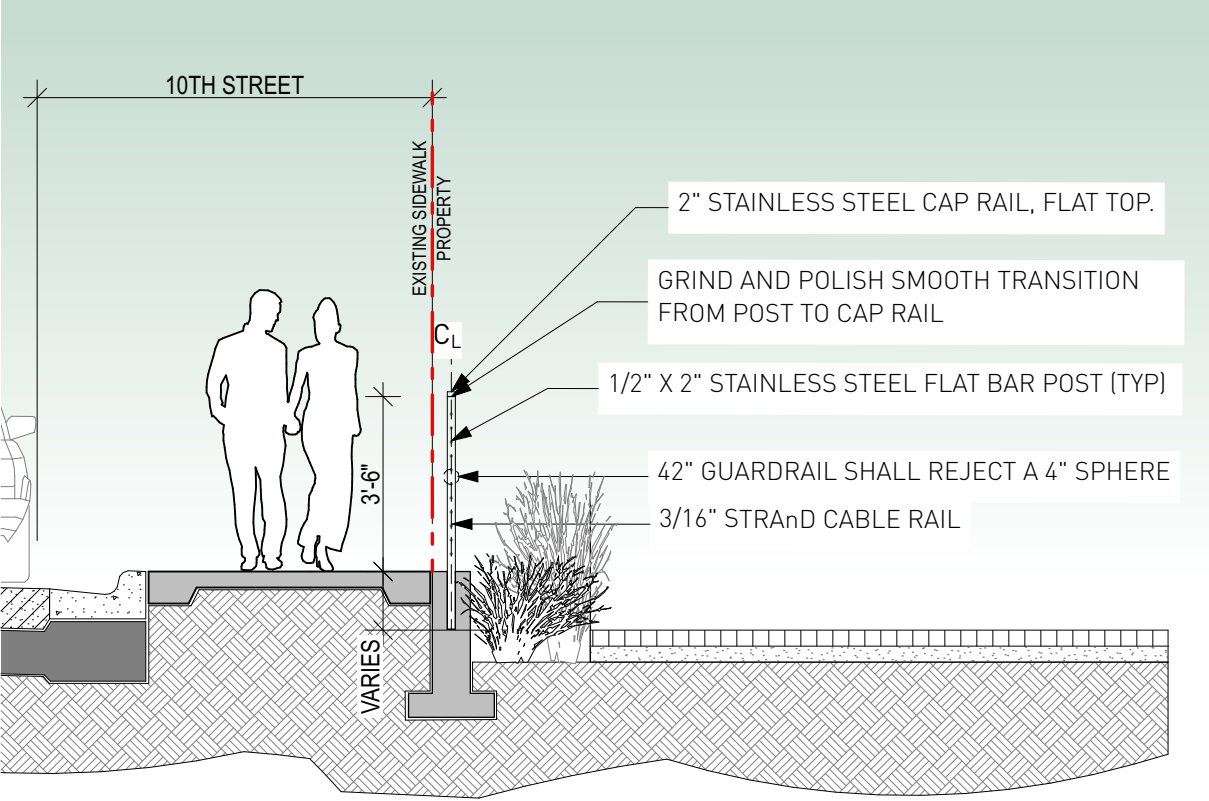 10TH STREET
EXISTING SIDEWALK
PROPERTY
2" STAINLESS STEEL CAP RAIL, FLAT TOP.
GRIND AND POLISH SMOOTH TRANSITION
FROM POST TO CAP RAIL
CL
1/2" X 2" STAINLESS STEEL FLAT BAR POST (TYP)
3'-6"
42" GUARDRAIL SHALL REJECT A 4" SPHERE
3/16" STRAnD CABLE RAIL
VARIES